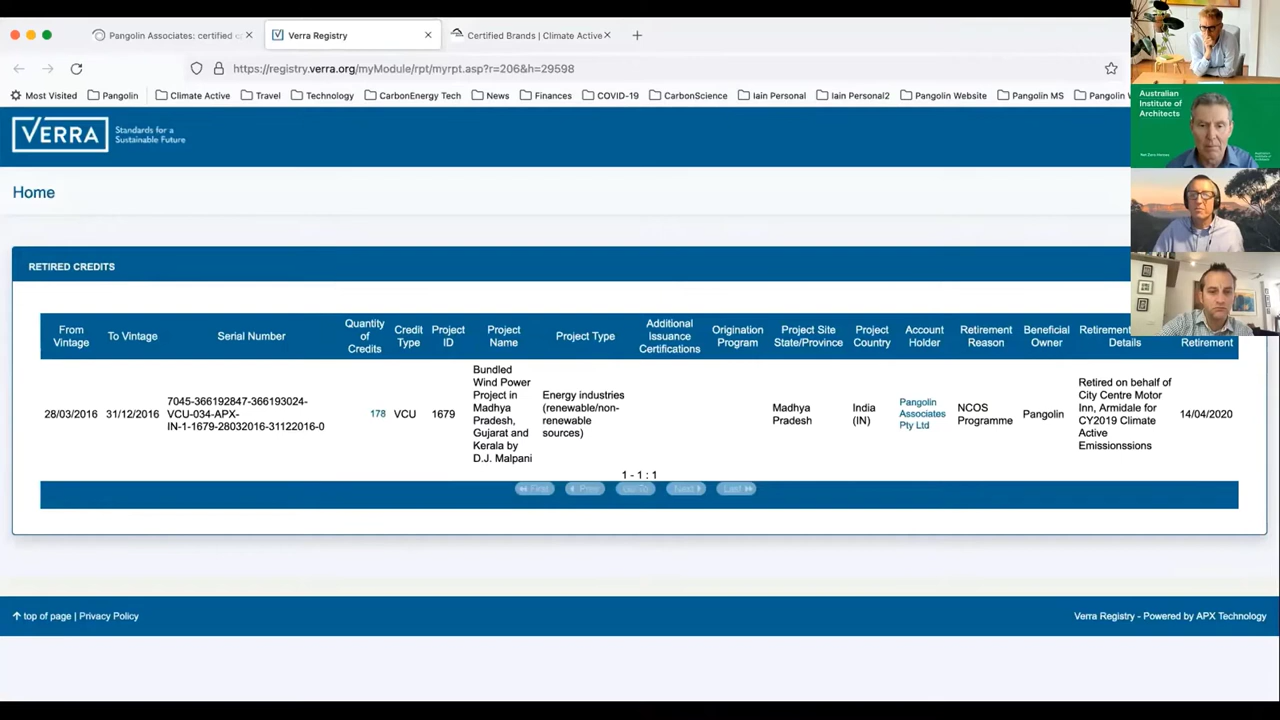 Pangolin Associates: certified c
Verra Registry
Certified Brands | Climate Active
https://registry.verra.org/myModule/rpt/myrpt.asp?r=206&h=29598
Most Visited
Pangolin
Climate Active
Travel
Technology
CarbonEnergy Tech
News
Finances
COVID-19
CarbonScience
Iain Personal
Iain Personal2
Pangolin Website
Pangolin MS
Pangolin
Australian
Institute of
Architects
VERRA
Standards for a
Sustainable Future
Home
RETIRED CREDITS
From
Vintage
To Vintage
Serial Number
Quantity
of
Credits
Credit
Type
Project
ID
Project
Name
Project Type
Additional
Issuance
Certifications
Origination
Program
Project Site
State/Province
Project
Country
Account
Holder
Retirement
Reason
Beneficial
Owner
Retirement
Details
Retirement
28/03/2016
31/12/2016
7045-366192847-366193024-
VCU-034-APX-
IN-1-1679-28032016-31122016-0
178
VCU
1679
Bundled
Wind Power
Project in
Madhya
Pradesh,
Gujarat and
Kerala by
D.J. Malpani
Energy industries
(renewable/non-
renewable
sources)
Madhya
Pradesh
India
(IN)
Pangolin
Associates
Pty Ltd
NCOS
Programme
Pangolin
Retired on behalf of
City Centre Motor
Inn, Armidale for
CY2019 Climate
Active
Emissionssions
14/04/2020
1 - 1 : 1
First
Prev
Go To
Next
Last
top of page | Privacy Policy
Verra Registry - Powered by APX Technology